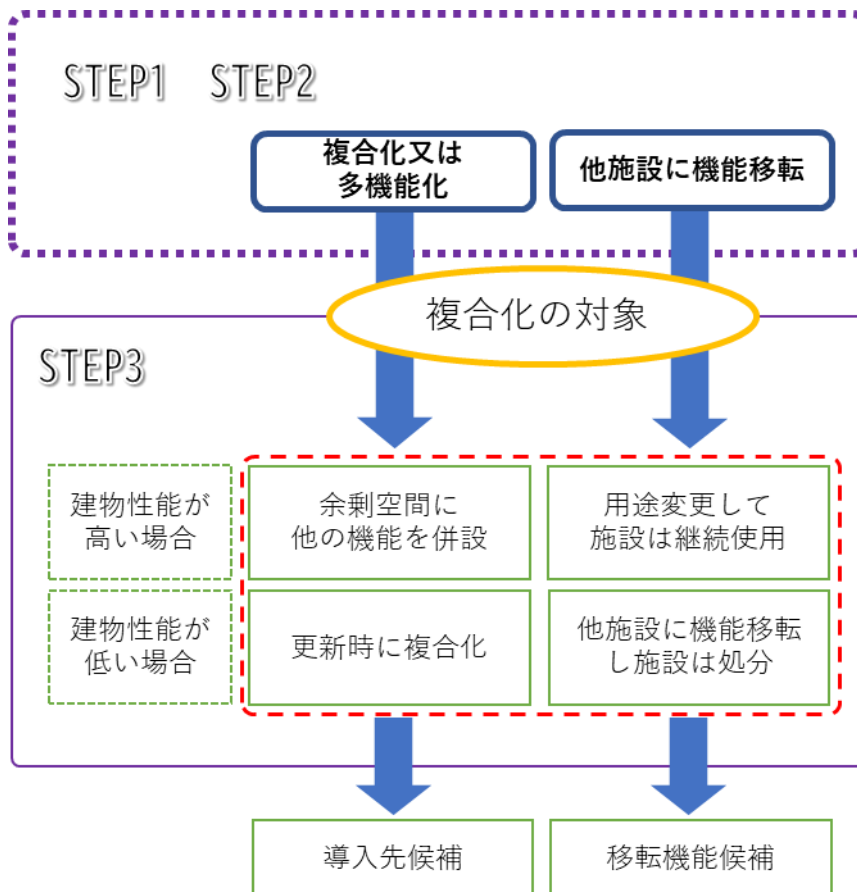 STEP1 STEP2
複合化又は
多機能化
他施設に機能移転
複合化の対象
STEP3
建物性能が
高い場合
余剰空間に
他の機能を併設
用途変更して
施設は継続使用
建物性能が
低い場合
更新時に複合化
他施設に機能移転
し施設は処分
導入先候補
移転機能候補